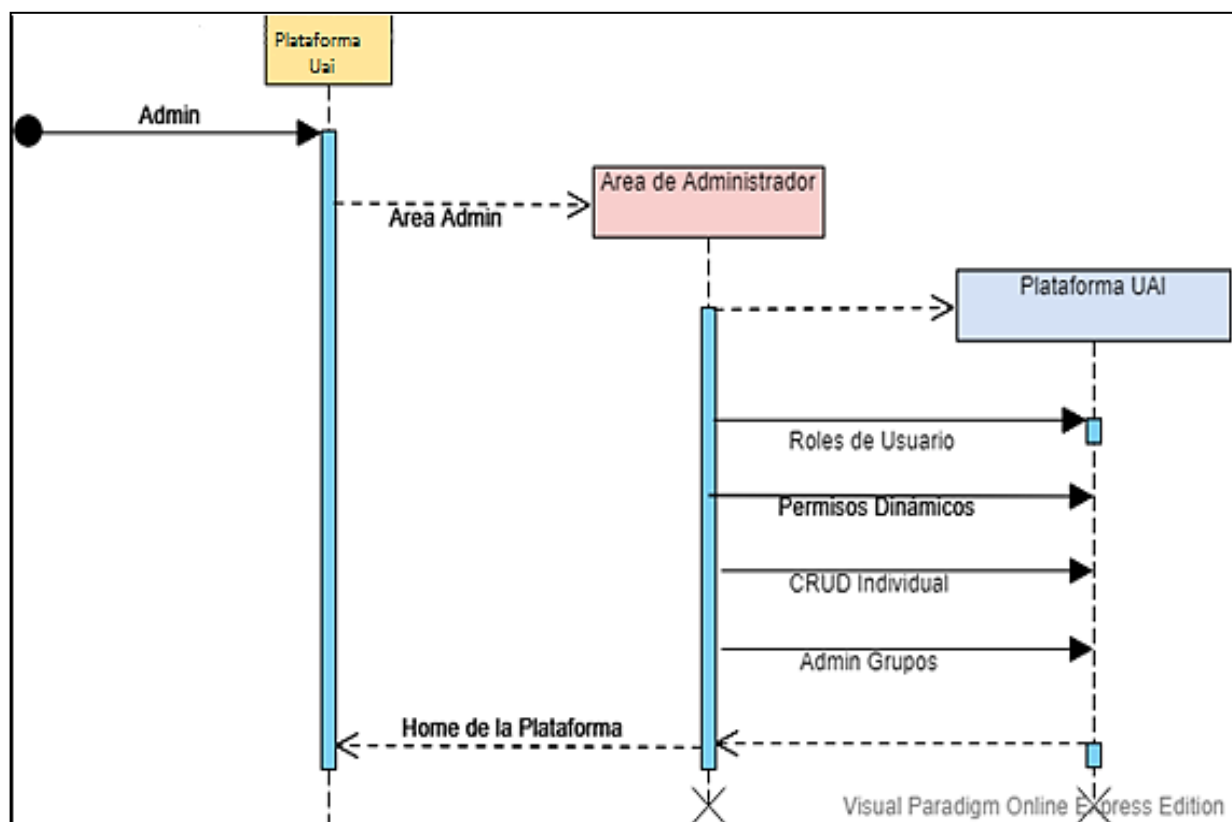 Plataforma
Uai
Admin
Area de Administrador
Area Admin
Plataforma UAI
Roles de Usuario
Permisos Dinámicos
CRUD Individual
Admin Grupos
Home de la Plataforma
Visual Paradigm Online Express Edition